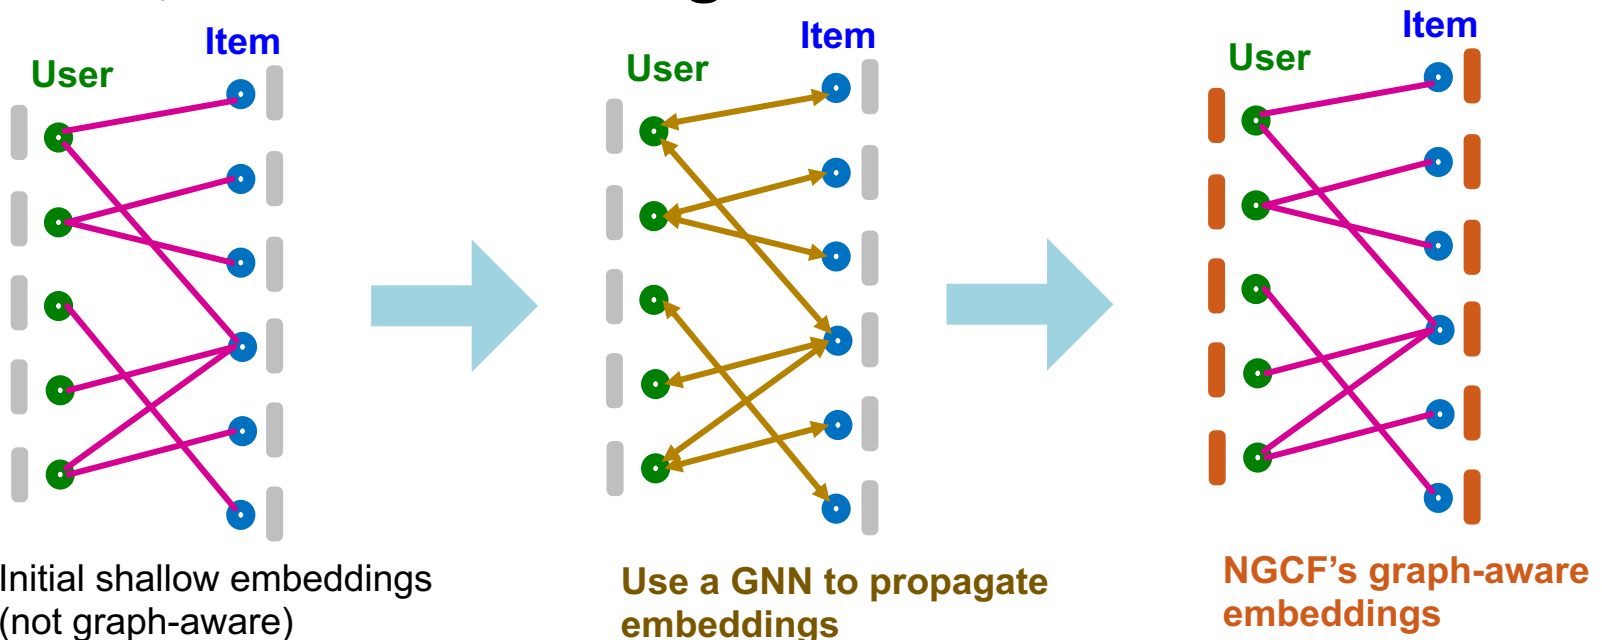 User
Item
User
Item
User
Item
Initial shallow embeddings
(not graph-aware)
Use a GNN to propagate
embeddings
NGCF's graph-aware
embeddings